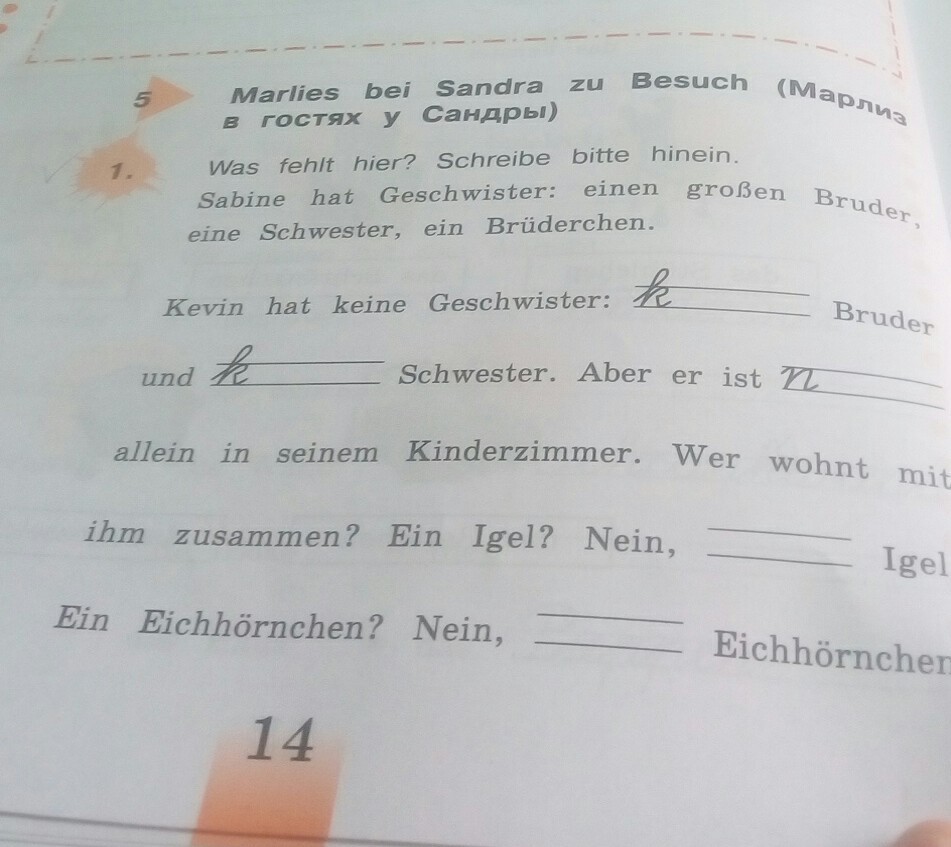 5 Marlies bei Sandra zu Besuch (Марлиз
в гостях у Сандры)
1. Was fehlt hier? Schreibe bitte hinein.
Sabine hat Geschwister: einen großen Bruder,
eine Schwester, ein Brüderchen.
Kevin hat keine Geschwister: k Bruder
und k Schwester. Aber er ist n
allein in seinem Kinderzimmer. Wer wohnt mit
ihm zusammen? Ein Igel? Nein, Igel
Ein Eichhörnchen? Nein, Eichhörnchen
14